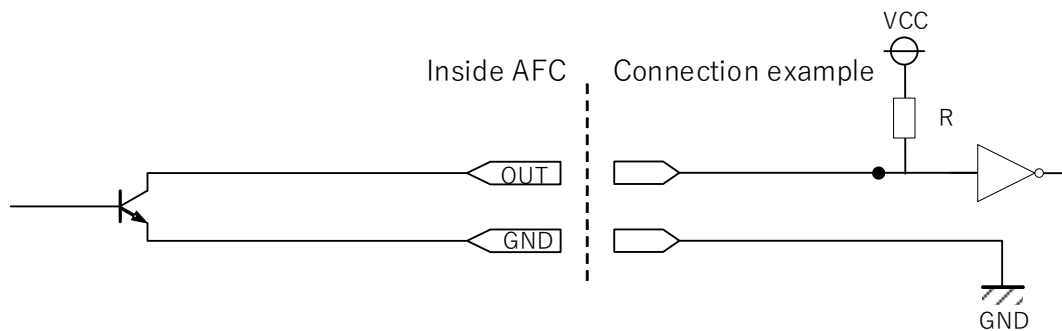 VCC
Inside AFC
Connection example
R
OUT
GND
GND